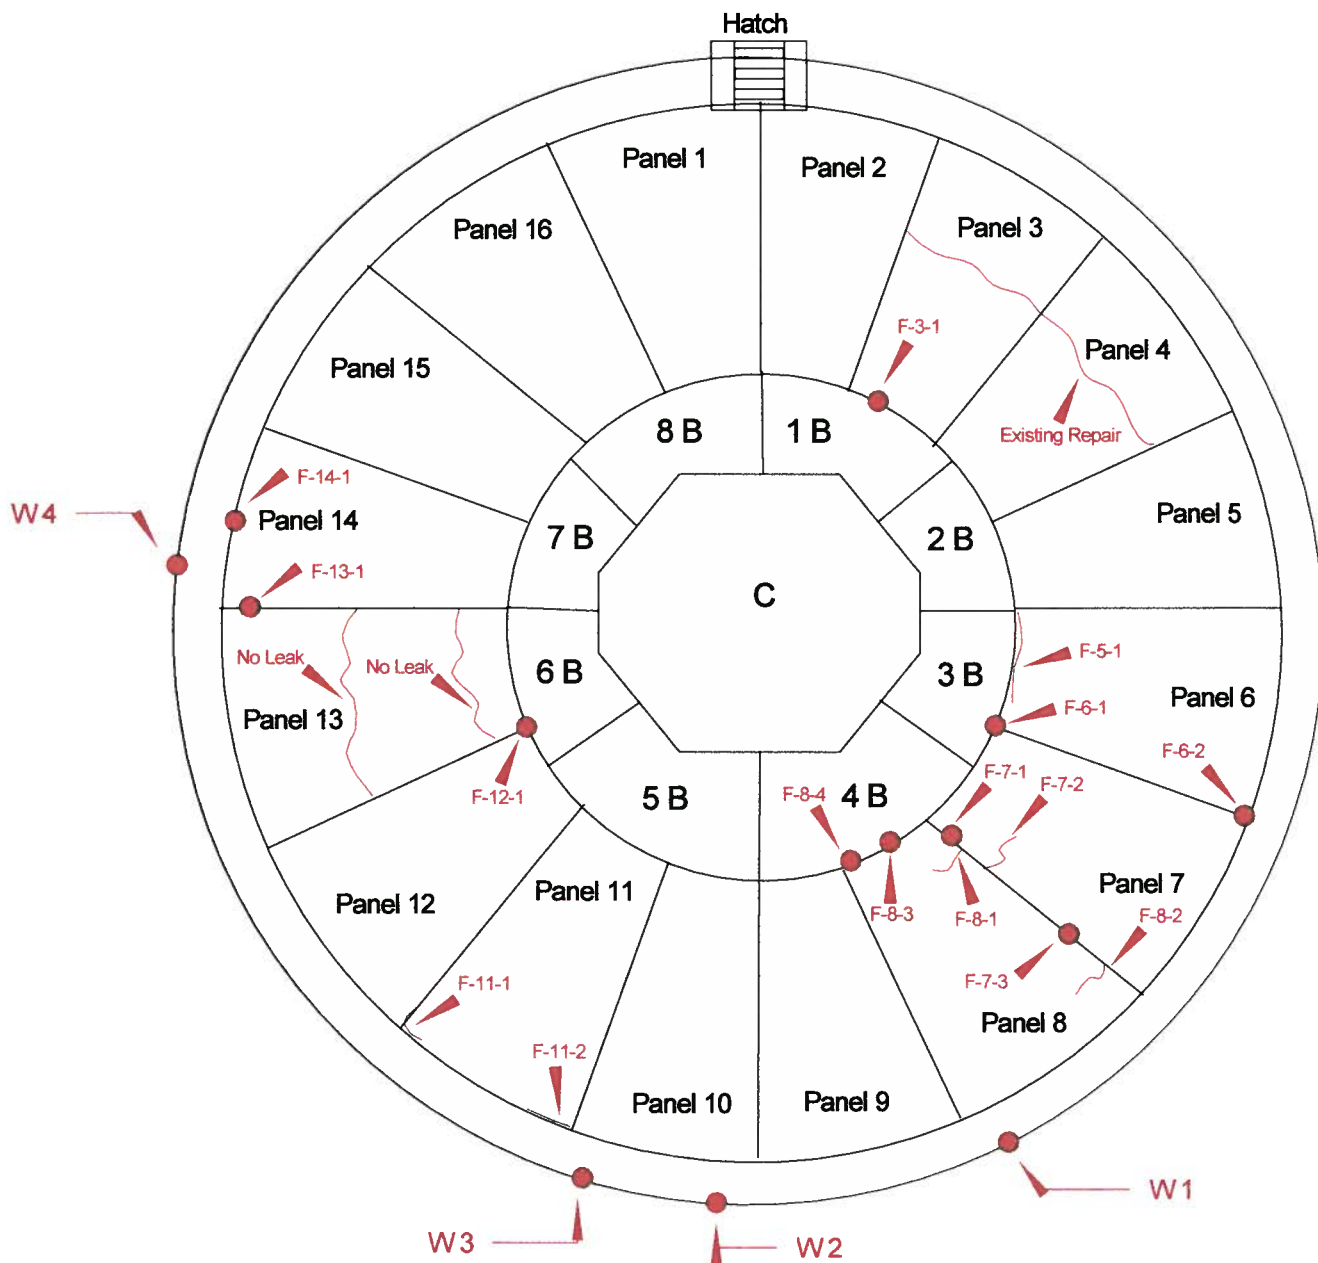 Hatch
Panel 1
Panel 2
Panel 16
Panel 3
F-3-1
Panel 4
Panel 15
8 B
1 B
Existing Repair
F-14-1
W4
Panel 14
Panel 5
7 B
2 B
F-13-1
C
No Leak
No Leak
6 B
3 B
F-5-1
Panel 13
Panel 6
F-6-1
F-6-2
F-12-1
5 B
F-8-4
4 B
F-7-1
F-7-2
Panel 12
Panel 11
Panel 7
F-8-3
F-8-1
F-8-2
F-11-1
F-7-3
Panel 8
F-11-2
Panel 10
Panel 9
W1
W3
W2